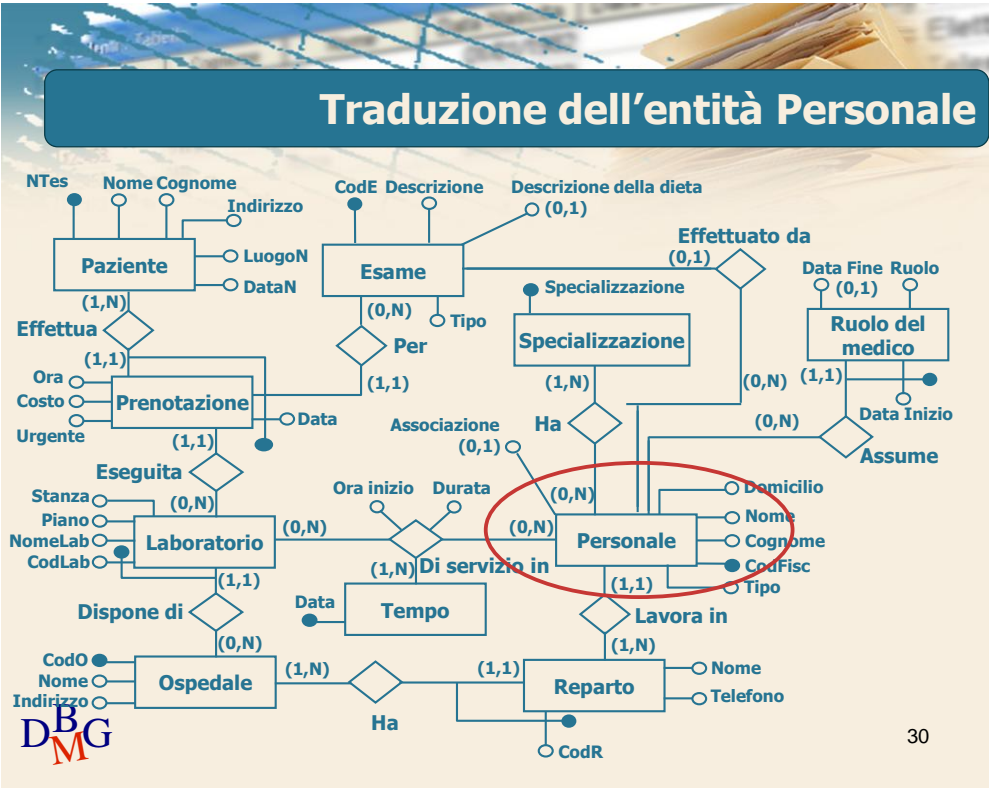 Traduzione dell'entità Personale
NTes
Nome Cognome
Indirizzo
LuogoN
DataN
Paziente
(1,N)
Effettua
(1,1)
CodE Descrizione
Descrizione della dieta
(0,1)
Esame
(0,N)
Tipo
Per
(1,1)
Effettuato da
(0,1)
(0,N)
Specializzazione
Specializzazione
(1,N)
Ha
(0,N)
Data Fine Ruolo
(0,1)
Ruolo del
medico
(1,1)
Data Inizio
(0,N)
Assume
Ora
Costo
Urgente
Prenotazione
Data
(1,1)
Eseguita
(0,N)
Associazione
(0,1)
Stanza
Piano
NomeLab
CodLab
Laboratorio
(0,N)
Ora inizio Durata
(0,N)
Di servizio in
(1,N)
Data
Tempo
Personale
Domicilio
Nome
Cognome
CodFisc
Tipo
(1,1)
Lavora in
(1,N)
(1,1)
Dispone di
(0,N)
CodO
Nome
Indirizzo
Ospedale
(1,N)
Ha
(1,1)
Reparto
Nome
Telefono
CodR
DBMG
30